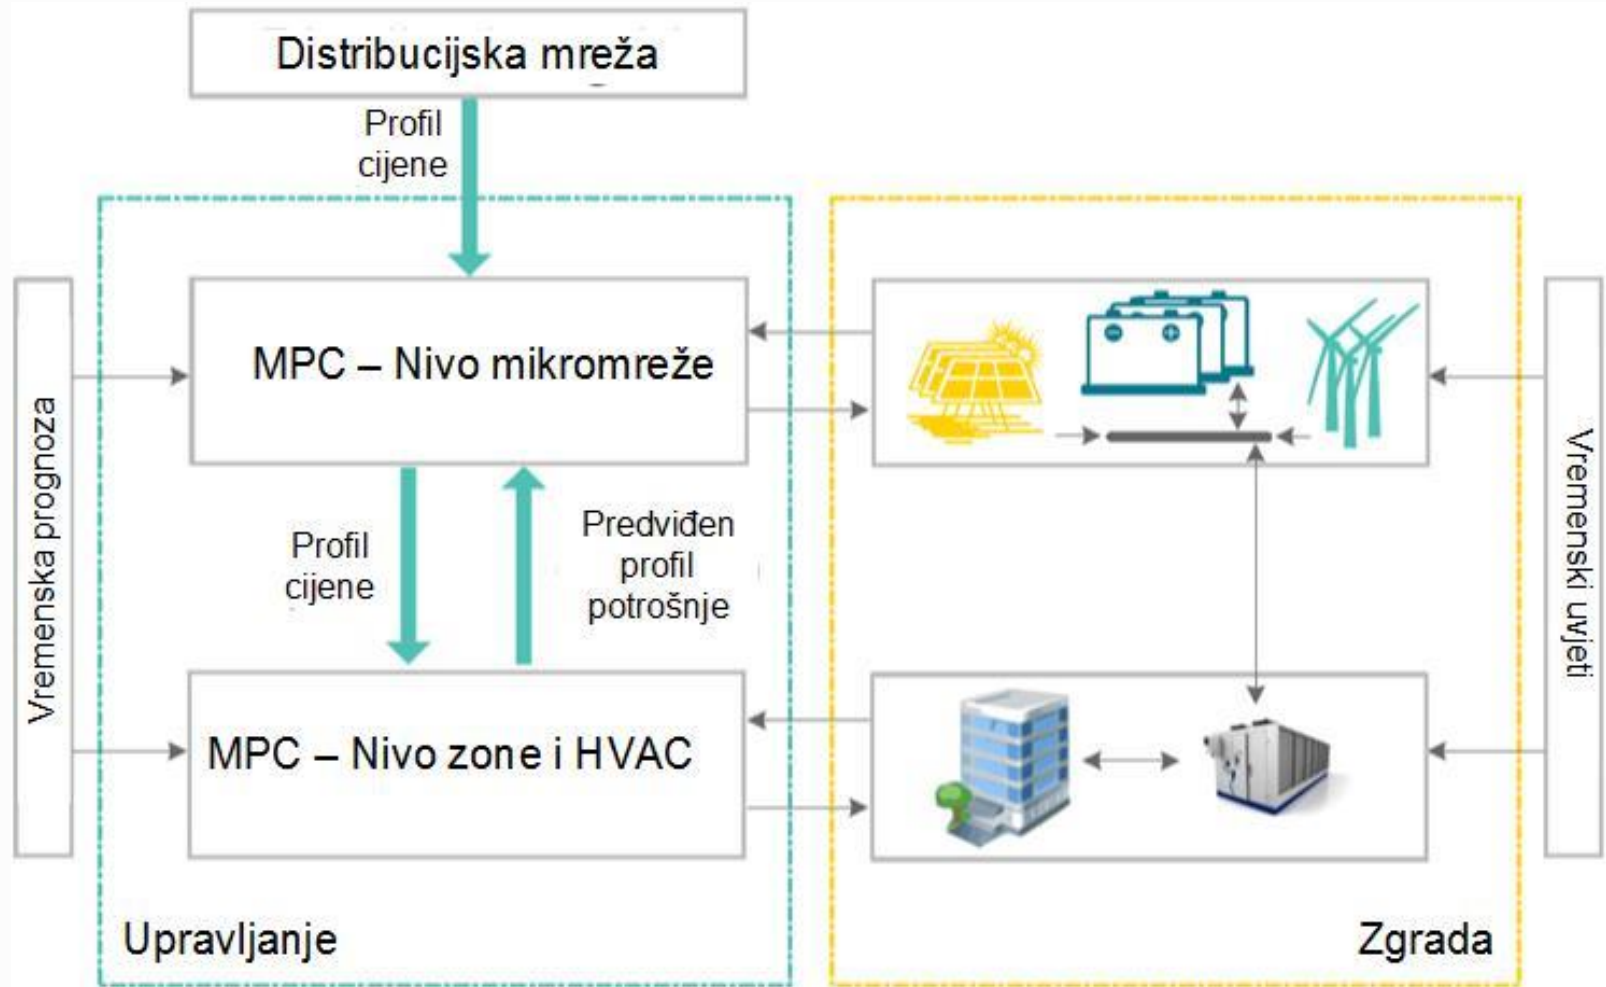 Distribucijska mreža
Profil
cijene
MPC – Nivo mikromreže
Vremenska prognoza
Profil
cijene
Predviđen
profil
potrošnje
MPC – Nivo zone i HVAC
Upravljanje
Zgrada
Vremenski uvjeti